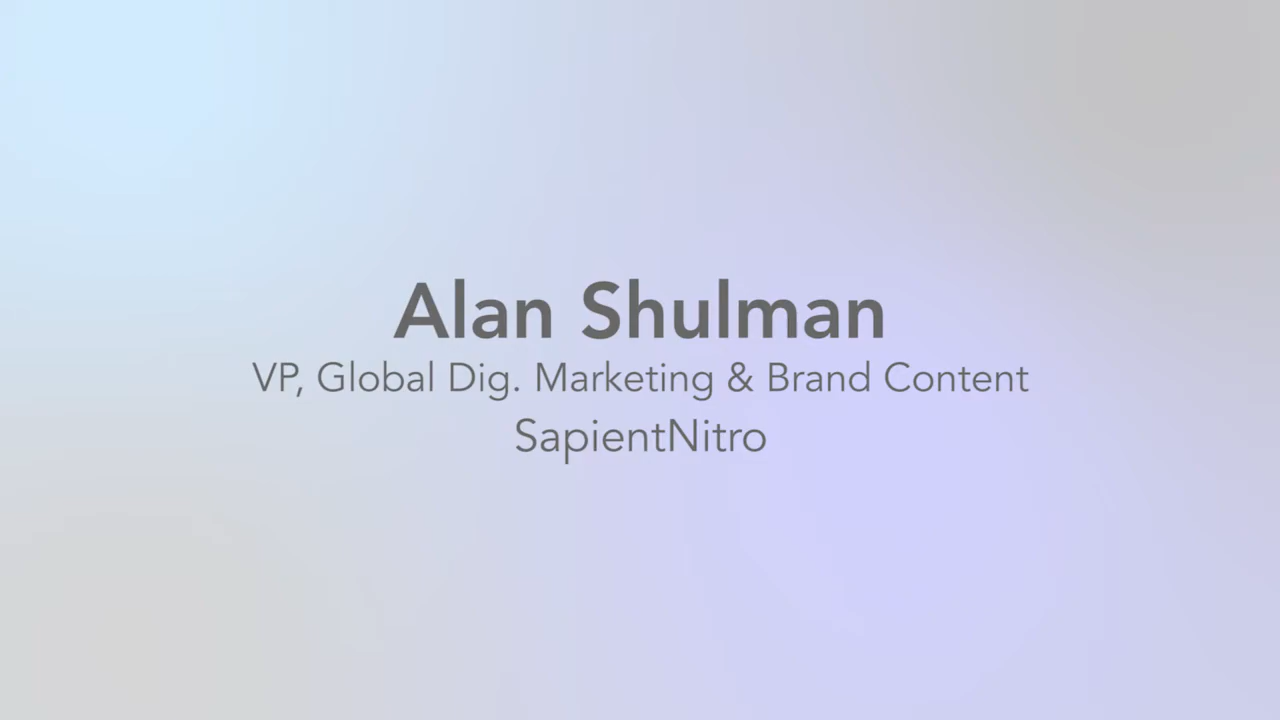 Alan Shulman
VP, Global Dig. Marketing & Brand Content
SapientNitro